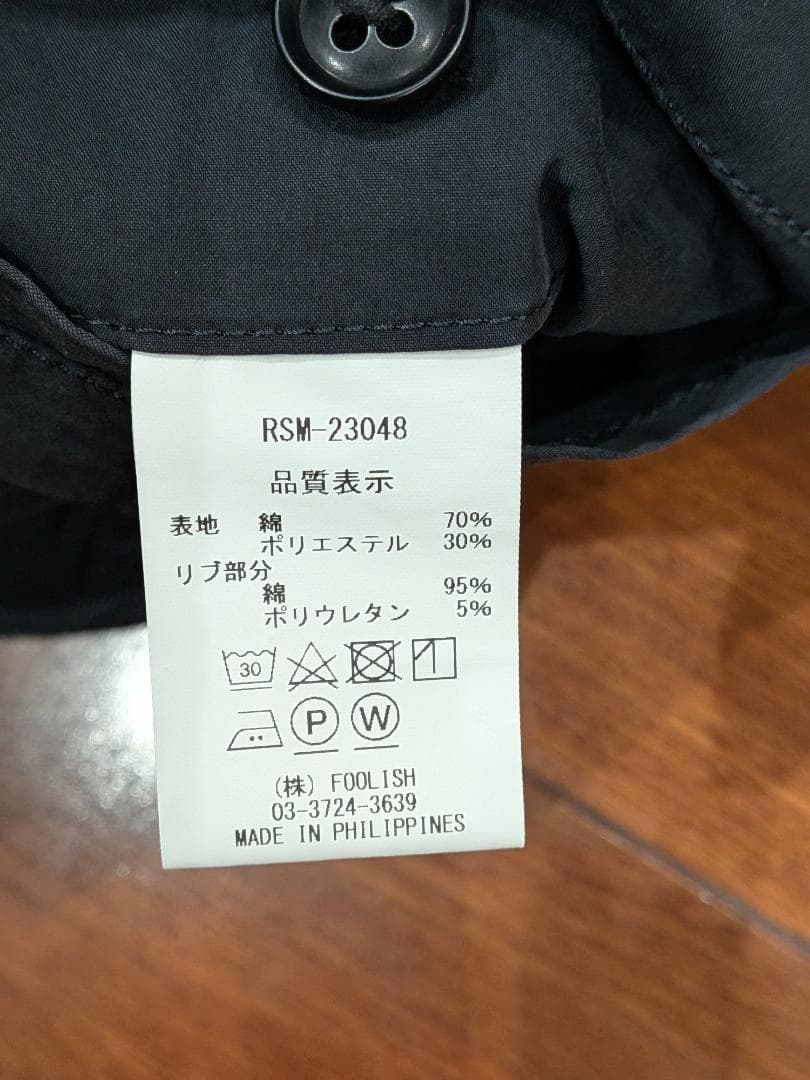 RSM-23048
品質表示
表地 綿 70%
ポリエステル 30%
リブ部分
綿 95%
ポリウレタン 5%
30
P W
(株) FOOLISH
03-3724-3639
MADE IN PHILIPPINES